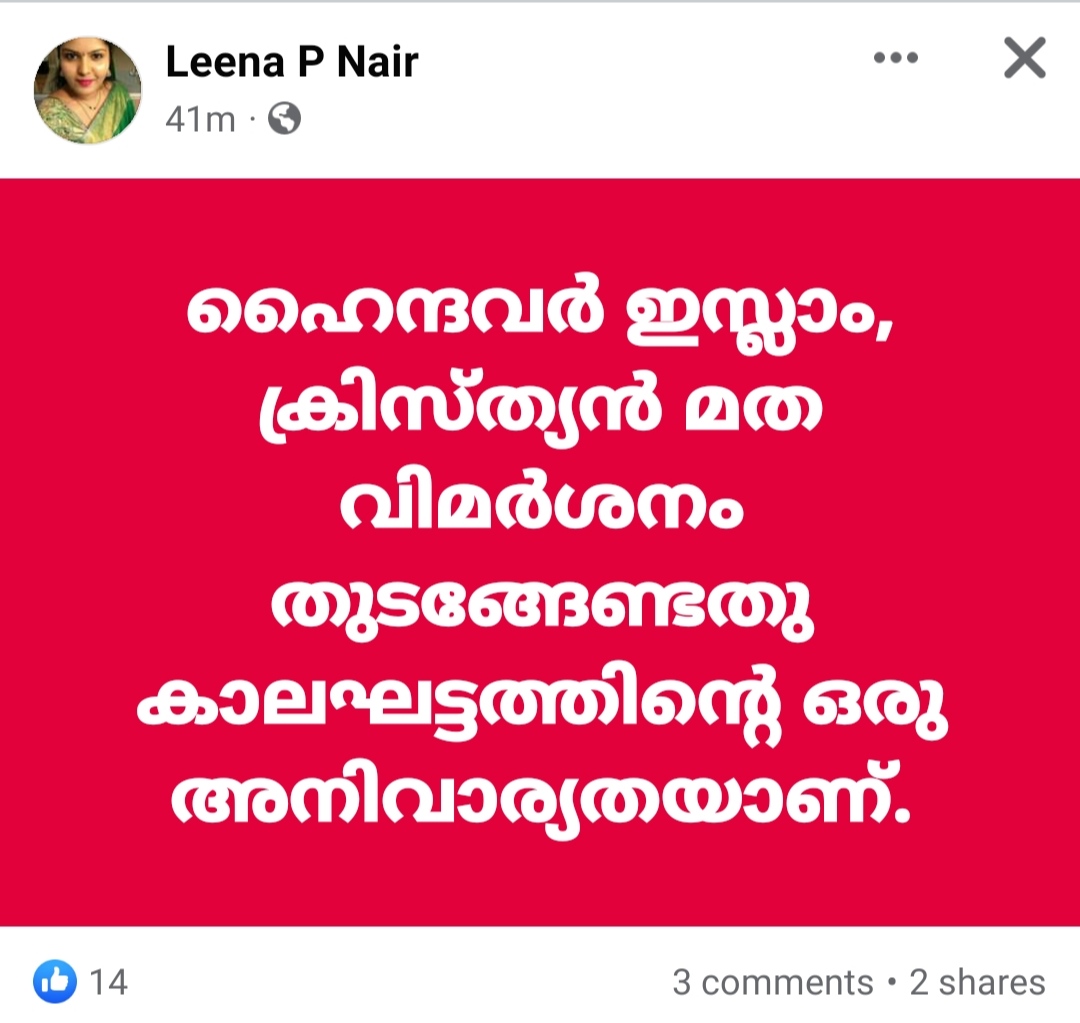 Leena P Nair
41m ·
ഹൈന്ദവർ ഇസ്ലാം,
ക്രിസ്ത്യൻ മത
വിമർശനം
തുടങ്ങേണ്ടതു
കാലഘട്ടത്തിന്റെ ഒരു
അനിവാര്യതയാണ്.
14
3 comments • 2 shares